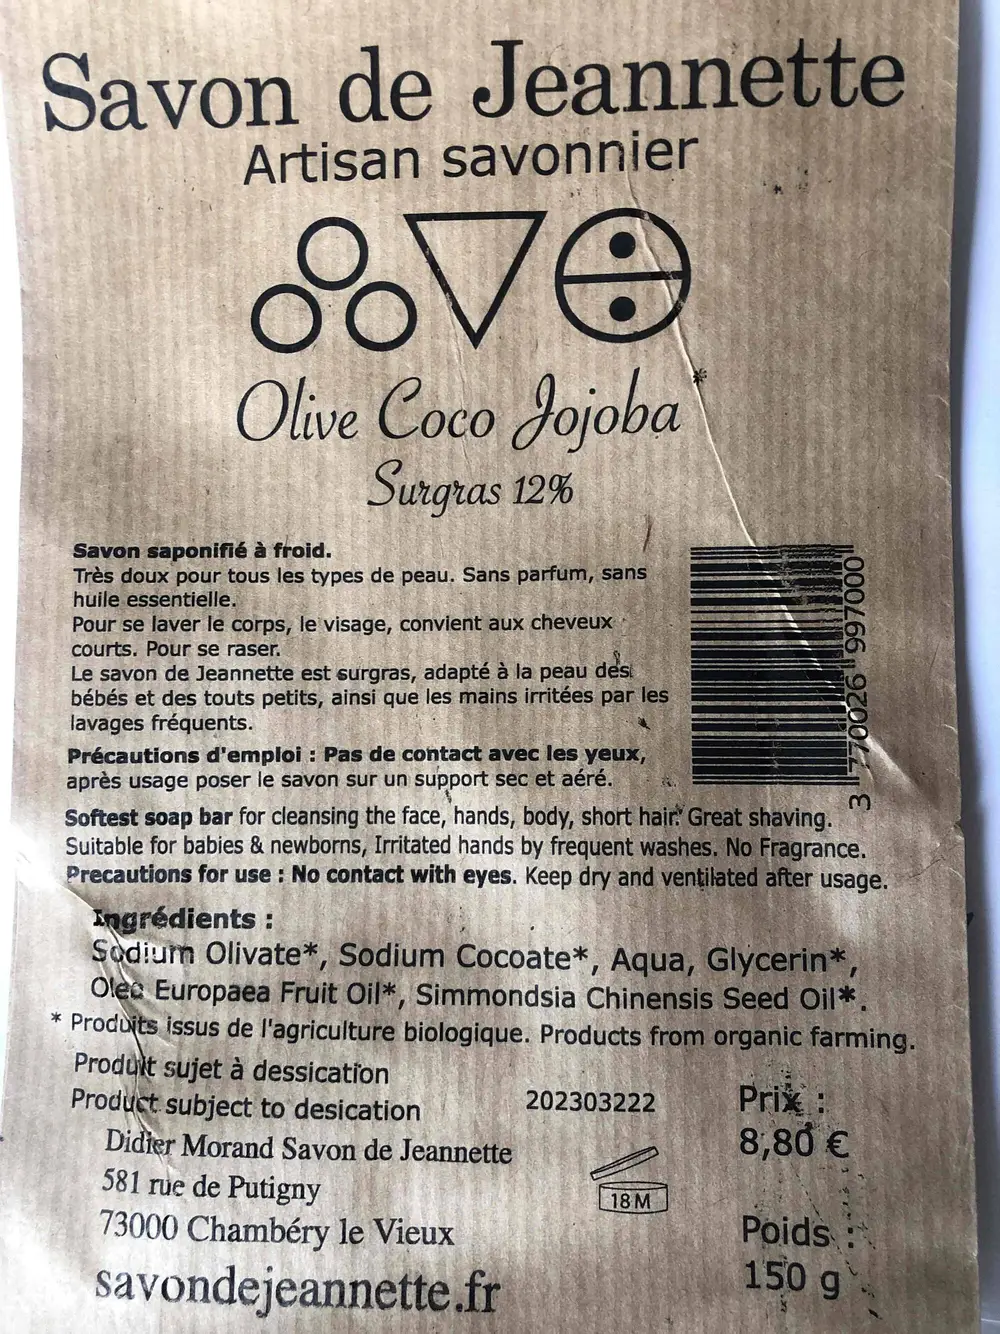 Savon de Jeannette
Artisan savonnier
Olive Coco Jojoba
Surgras 12%
Savon saponifié à froid.
Très doux pour tous les types de peau. Sans parfum, sans
huile essentielle.
Pour se laver le corps, le visage, convient aux cheveux
courts. Pour se raser.
Le savon de Jeannette est surgras, adapté à la peau des
bébés et des touts petits, ainsi que les mains irritées par les
lavages fréquents.
Précautions d'emploi : Pas de contact avec les yeux,
après usage poser le savon sur un support sec et aéré.
3 770026 997000
Softest soap bar for cleansing the face, hands, body, short hair. Great shaving.
Suitable for babies & newborns, Irritated hands by frequent washes. No Fragrance.
Precautions for use : No contact with eyes. Keep dry and ventilated after usage.
Ingrédients :
Sodium Olivate*, Sodium Cocoate*, Aqua, Glycerin*,
Olea Europaea Fruit Oil*, Simmondsia Chinensis Seed Oil*.
* Produits issus de l'agriculture biologique. Products from organic farming.
Produit sujet à dessication
Product subject to desication
202303222
Didier Morand Savon de Jeannette
581 rue de Putigny
73000 Chambéry le Vieux
savondejeannette.fr
18M
Prix :
8,80 €
Poids :
150 g